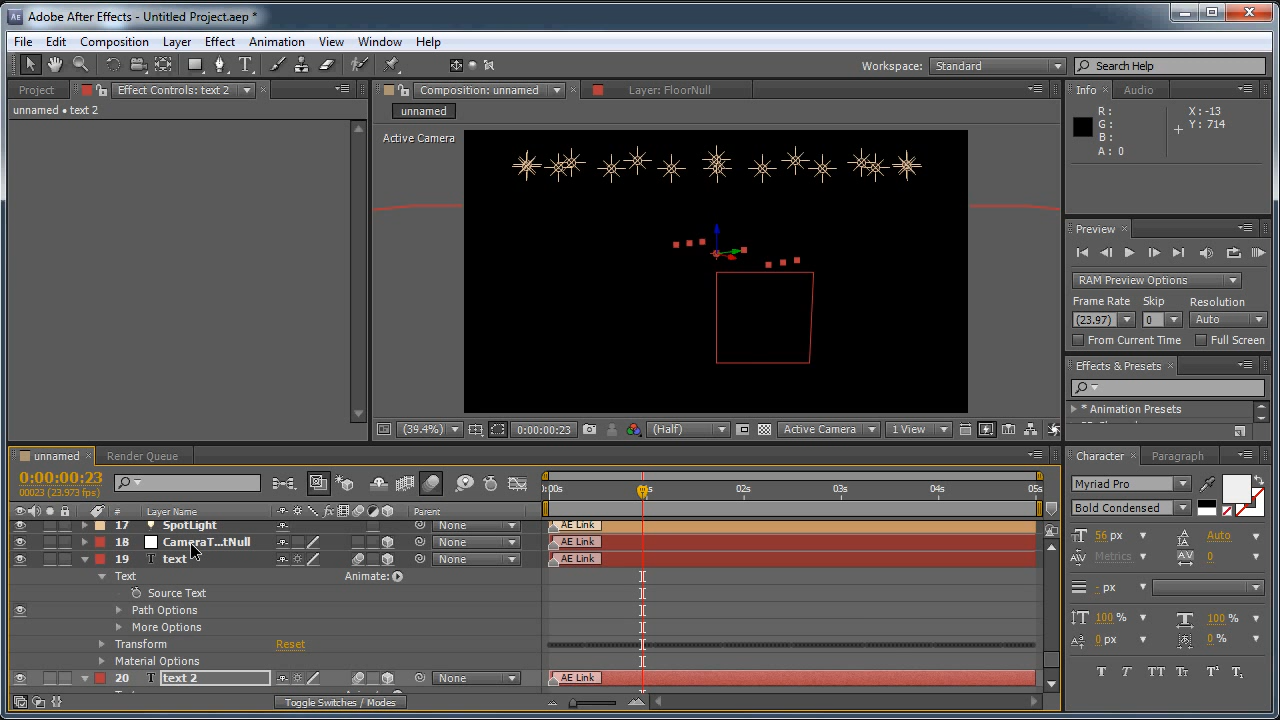 Adobe After Effects - Untitled Project.aep *
File Edit Composition Layer Effect Animation View Window Help
Workspace: Standard Search Help
Project Effect Controls: text 2 Composition: unnamed Layer: FloorNull Info Audio
unnamed • text 2
unnamed
Active Camera
R: X: -13
G: Y: 714
B:
A: 0
Preview
RAM Preview Options
Frame Rate Skip Resolution
(23.97) 0 Auto
From Current Time Full Screen
Effects & Presets
* Animation Presets
(39.4%) 0:00:00:23 (Half) Active Camera 1 View
unnamed Render Queue
Character Paragraph
0:00:00:23
00023 (23.973 fps)
:00s 02s 03s 04s 05s
# Layer Name Parent
17 SpotLight None AE Link
18 CameraT...tNull None AE Link
19 text None AE Link
Text Animate:
Source Text
Path Options
More Options
Transform Reset
Material Options
20 text 2 None AE Link
Toggle Switches / Modes
Myriad Pro
Bold Condensed
56 px Auto
Metrics 0
- px
100 % 100 %
0 px 0 %
T T TT Tt T¹ T₁